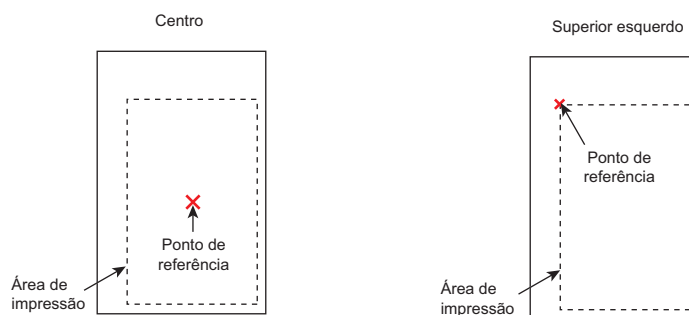 Centro
Ponto de
referência
Área de
impressão
Superior esquerdo
Ponto de
referência
Área de
impressão